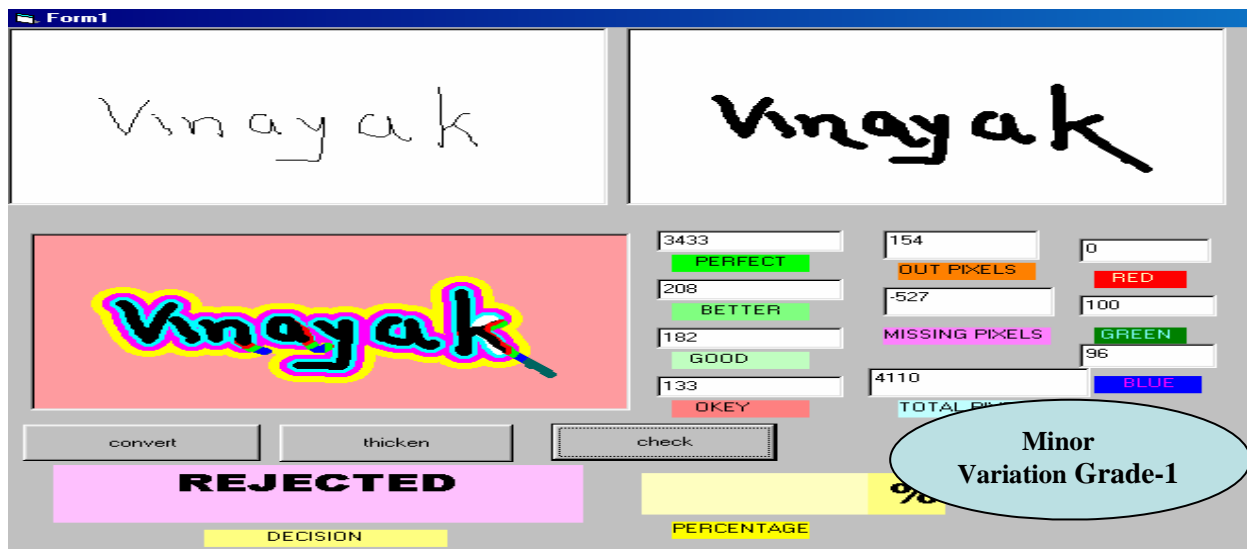 Form1
Vinayak
Vinayak
3433
PERFECT
154
OUT PIXELS
0
RED
Vinayak
208
BETTER
-527
MISSING PIXELS
100
GREEN
182
GOOD
96
BLUE
133
OKEY
4110
TOTAL
convert
thicken
check
Minor
Variation Grade-1
REJECTED
DECISION
%
PERCENTAGE